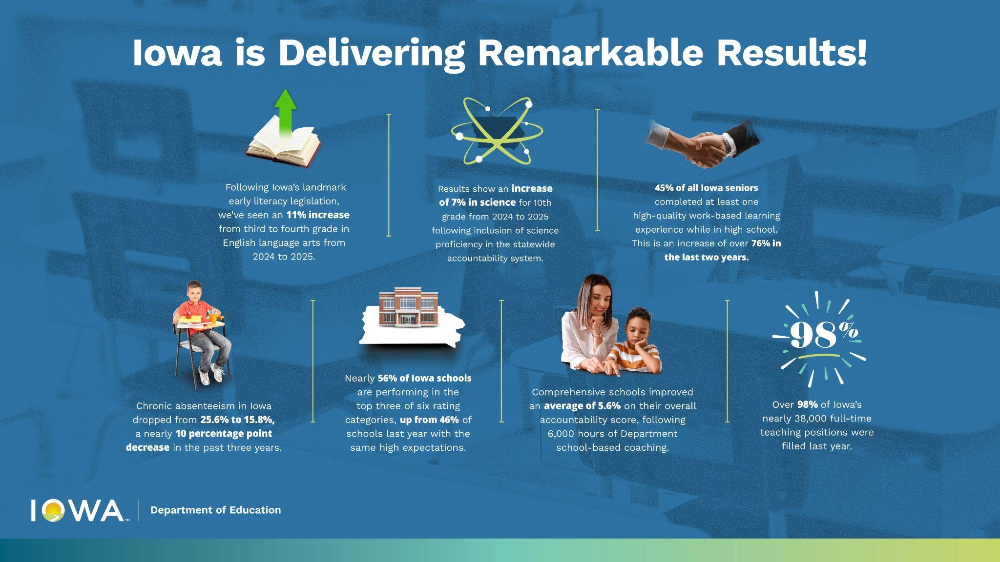 Iowa is Delivering Remarkable Results!
Following Iowa's landmark
early literacy legislation,
we've seen an 11% increase
from third to fourth grade in
English language arts from
2024 to 2025.
Results show an increase
of 7% in science for 10th
grade from 2024 to 2025
following inclusion of science
proficiency in the statewide
accountability system.
45% of all Iowa seniors
completed at least one
high-quality work-based learning
experience while in high school.
This is an increase of over 76% in
the last two years.
Chronic absenteeism in Iowa
dropped from 25.6% to 15.8%,
a nearly 10 percentage point
decrease in the past three years.
Nearly 56% of Iowa schools
are performing in the
top three of six rating
categories, up from 46% of
schools last year with the
same high expectations.
Comprehensive schools improved
an average of 5.6% on their overall
accountability score, following
6,000 hours of Department
school-based coaching.
98%
Over 98% of Iowa's
nearly 38,000 full-time
teaching positions were
filled last year.
IOWA™ Department of Education